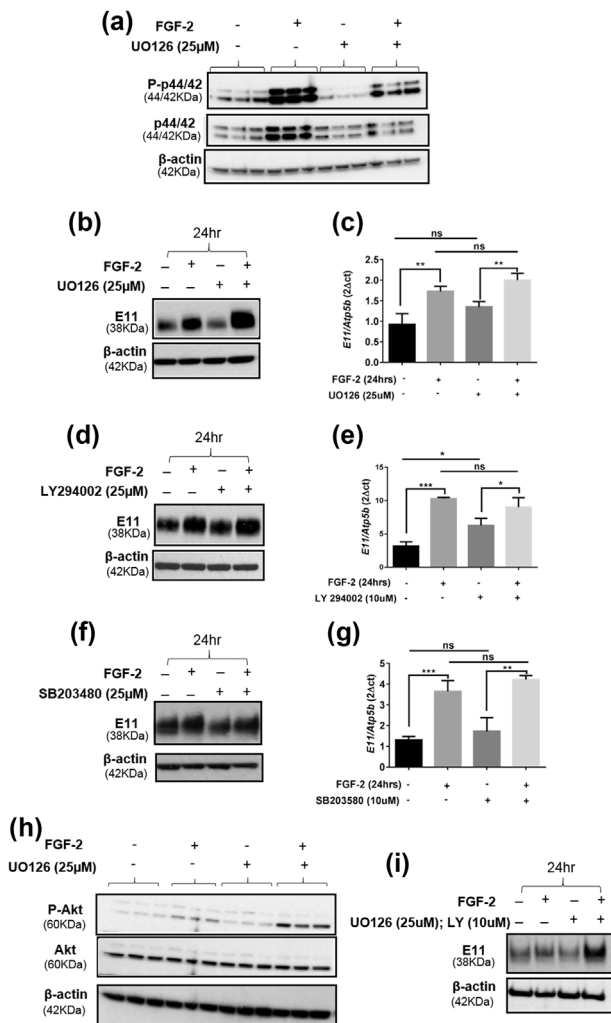 (a)
FGF-2 - + - +
UO126 (25µM) - - + +
P-p44/42
(44/42KDa)
p44/42
(44/42KDa)
β-actin
(42KDa)
(b)
24hr
FGF-2 – + – +
UO126 (25µM) – – + +
E11
(38KDa)
β-actin
(42KDa)
(c)
ns
ns
** **
E11/Atp5b (2Δct)
2.5
2.0
1.5
1.0
0.5
0.0
FGF-2 (24hrs) - + - +
UO126 (25uM) - - + +
(d)
24hr
FGF-2 – + – +
LY294002 (25µM) – – + +
E11
(38KDa)
β-actin
(42KDa)
(e)
*
ns
*** *
E11/Atp5b (2Δct)
15
10
5
0
FGF-2 (24hrs) - + - +
LY 294002 (10uM) - - + +
(f)
24hr
FGF-2 – + – +
SB203480 (25µM) – – + +
E11
(38KDa)
β-actin
(42KDa)
(g)
ns
ns
*** **
E11/Atp5b (2Δct)
6
4
2
0
FGF-2 (24hrs) - + - +
SB203580 (10uM) - - + +
(h)
FGF-2 - + - +
UO126 (25µM) - - + +
P-Akt
(60KDa)
Akt
(60KDa)
β-actin
(42KDa)
(i)
24hr
FGF-2 – + – +
UO126 (25uM); LY (10uM) – – + +
E11
(38KDa)
β-actin
(42KDa)